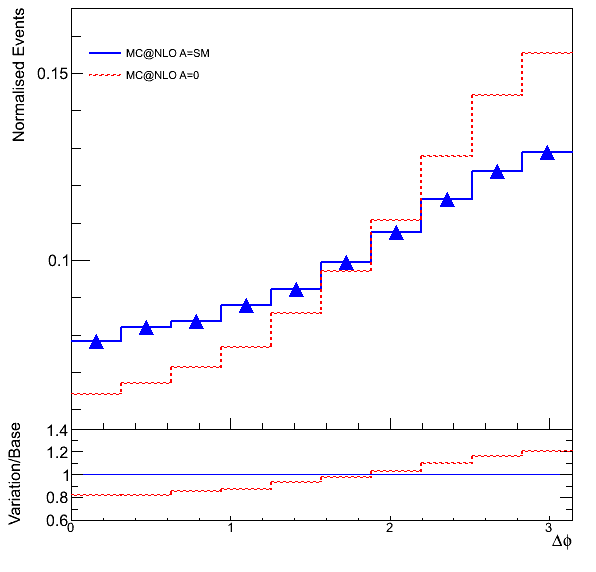 Normalised Events
MC@NLO A=SM
MC@NLO A=0
0.15
0.1
Variation/Base
1.4
1.2
1
0.8
0.6
0 1 2 3
Δϕ